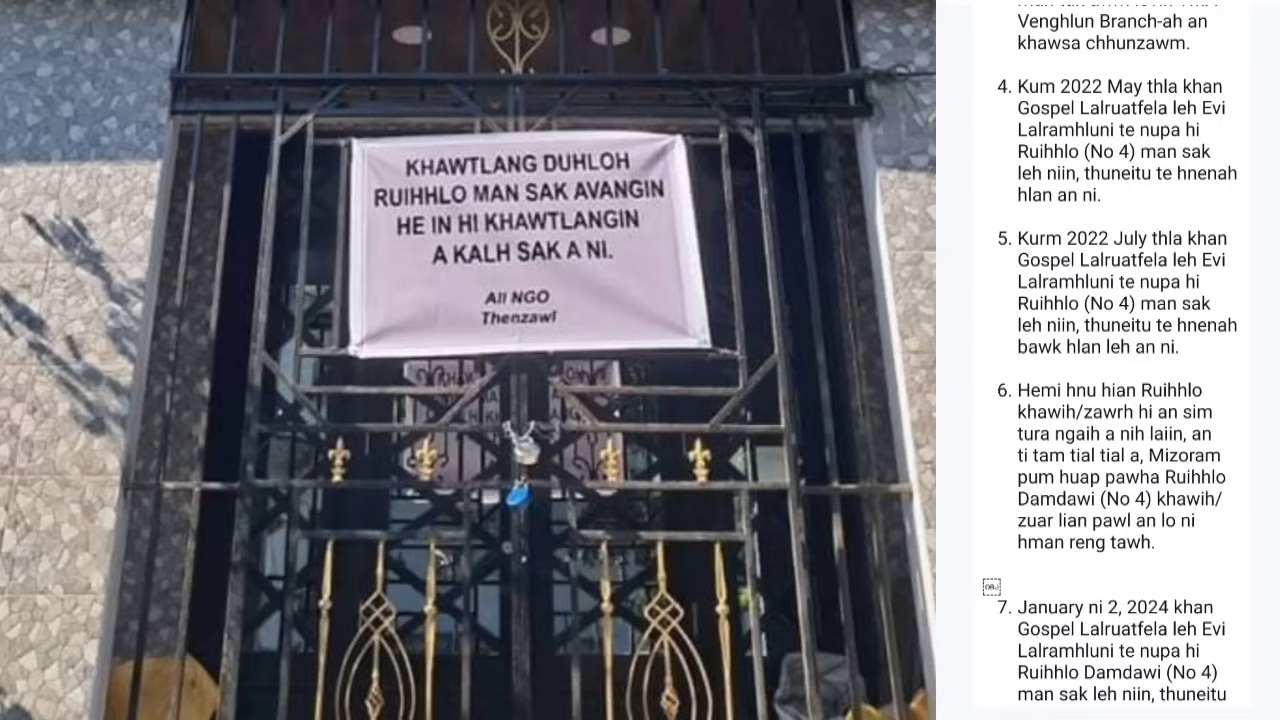 KHAWTLANG DUHLOH
RUIHHLO MAN SAK AVANGIN
HE IN HI KHAWTLANGIN
A KALH SAK A NI.
All NGO
Thenzawl
Venghlun Branch-ah an
khawsa chhunzawm.
4. Kum 2022 May thla khan
Gospel Lalruatfela leh Evi
Lalramhluni te nupa hi
Ruihhlo (No 4) man sak
leh niin, thuneitu te hnenah
hlan an ni.
5. Kurm 2022 July thla khan
Gospel Lalruatfela leh Evi
Lalramhluni te nupa hi
Ruihhlo (No 4) man sak
leh niin, thuneitu te hnenah
bawk hlan leh an ni.
6. Hemi hnu hian Ruihhlo
khawih/zawrh hi an sim
tura ngaih a nih laiin, an
ti tam tial tial a, Mizoram
pum huap pawha Ruihhlo
Damdawi (No 4) khawih/
zuar lian pawl an lo ni
hman reng tawh.
OBJ
7. January ni 2, 2024 khan
Gospel Lalruatfela leh Evi
Lalramhluni te nupa hi
Ruihhlo Damdawi (No 4)
man sak leh niin, thuneitu